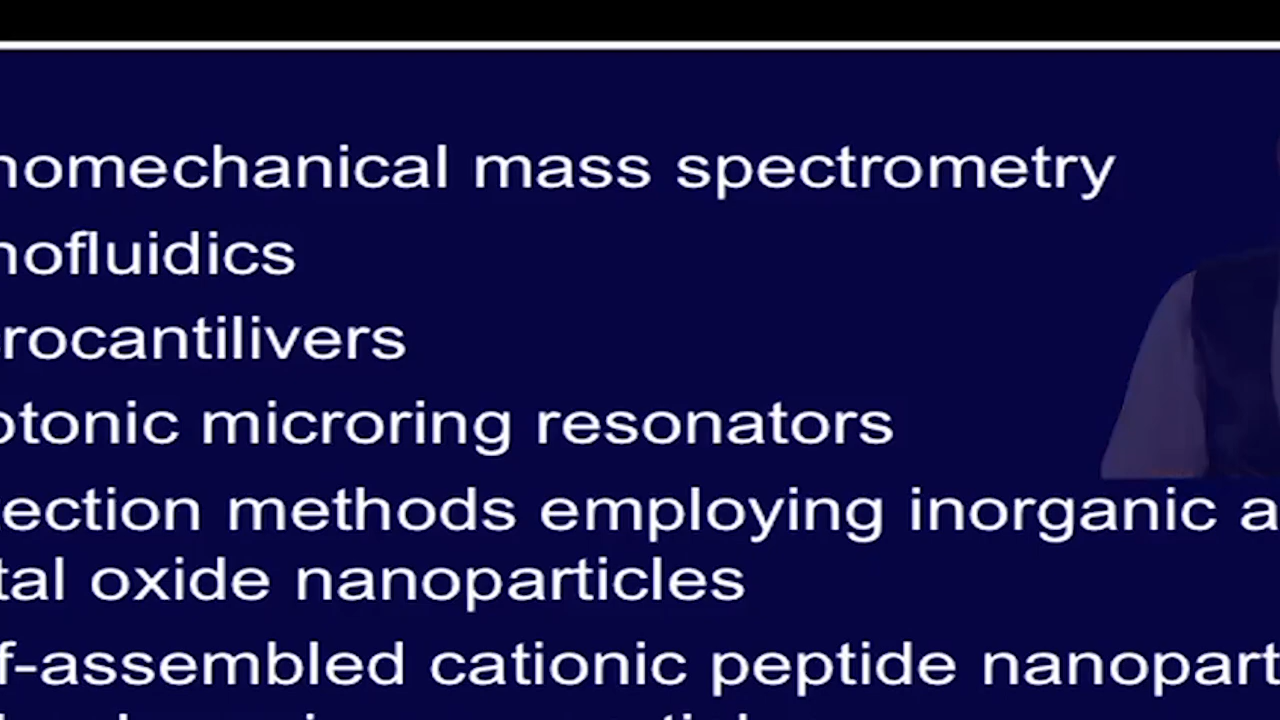 nomechanical mass spectrometry
nofluidics
rocantilivers
otonic microring resonators
ection methods employing inorganic a
tal oxide nanoparticles
f-assembled cationic peptide nanopart